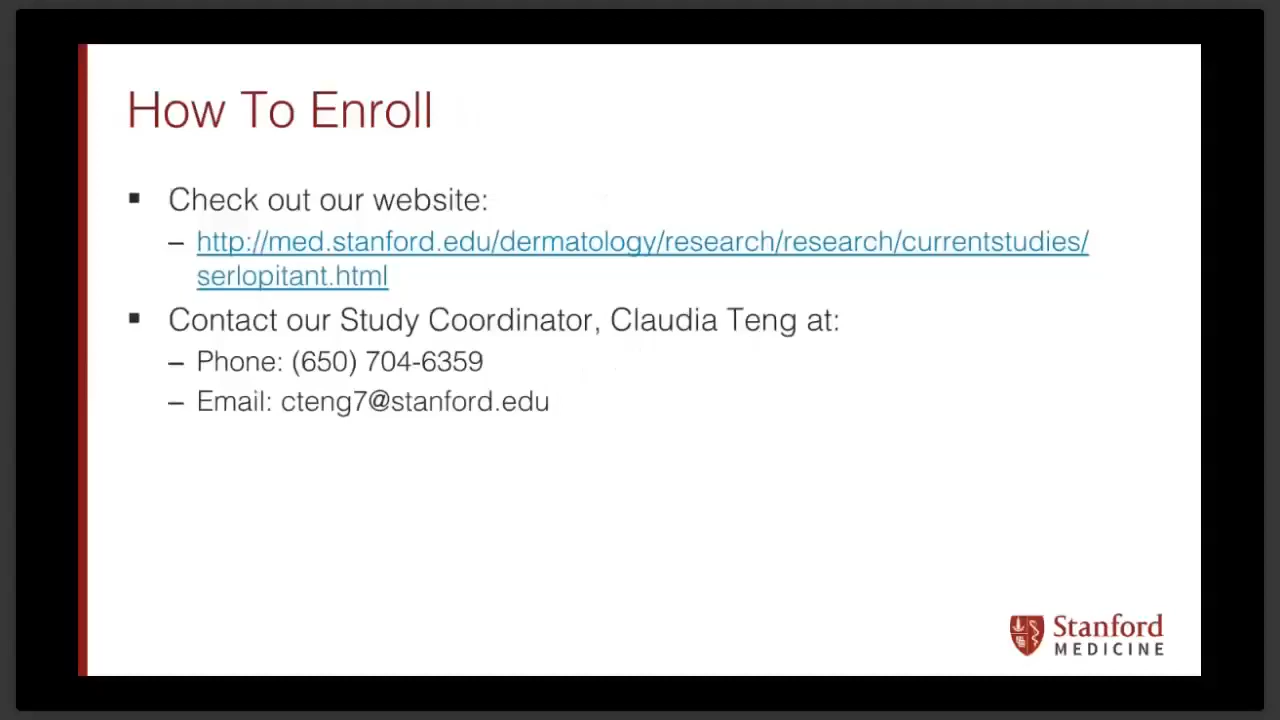 How To Enroll
▪ Check out our website:
– http://med.stanford.edu/dermatology/research/research/currentstudies/
serlopitant.html
▪ Contact our Study Coordinator, Claudia Teng at:
– Phone: (650) 704-6359
– Email: cteng7@stanford.edu
Stanford
MEDICINE